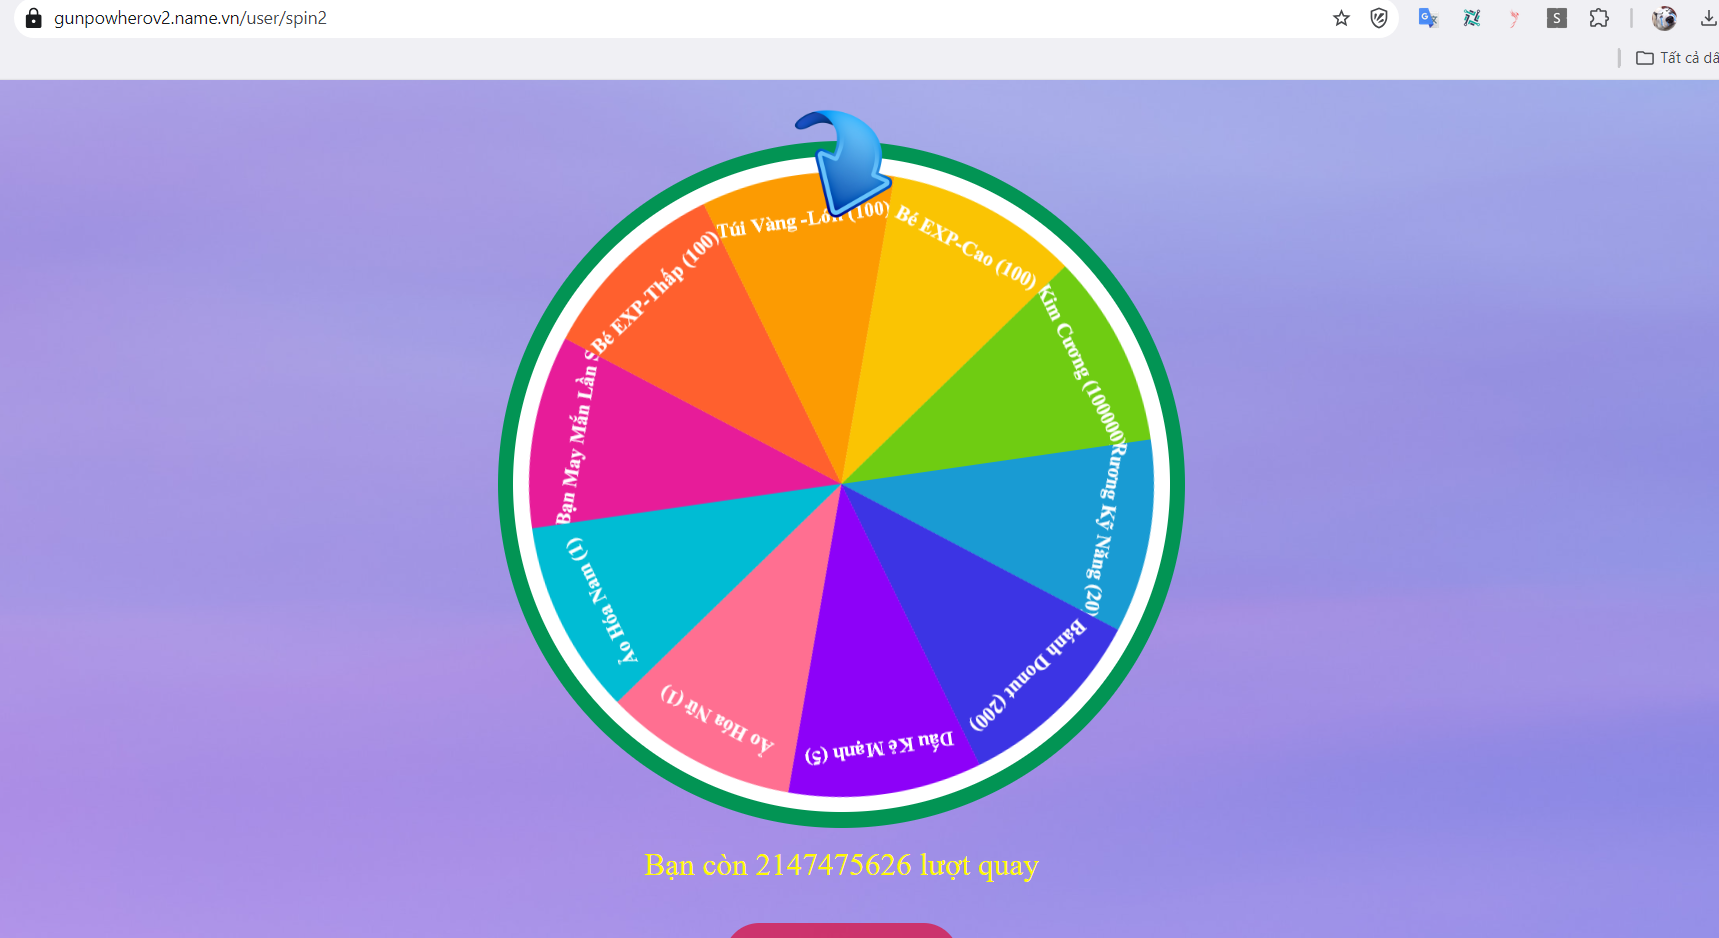 gunpowherov2.name.vn/user/spin2
Tất cả dấ
Túi Vàng -Lớn (100)
Bé EXP-Cao (100)
Kim Cương (100000
Rương Kỹ Năng (20)
Bánh Donut (200)
Dấu Kẻ Mạnh (5)
Ảo Hóa Nữ (1)
Ảo Hóa Nam (1)
Bạn May Mắn Lần S
Bé EXP-Thấp (100)
Bạn còn 2147475626 lượt quay